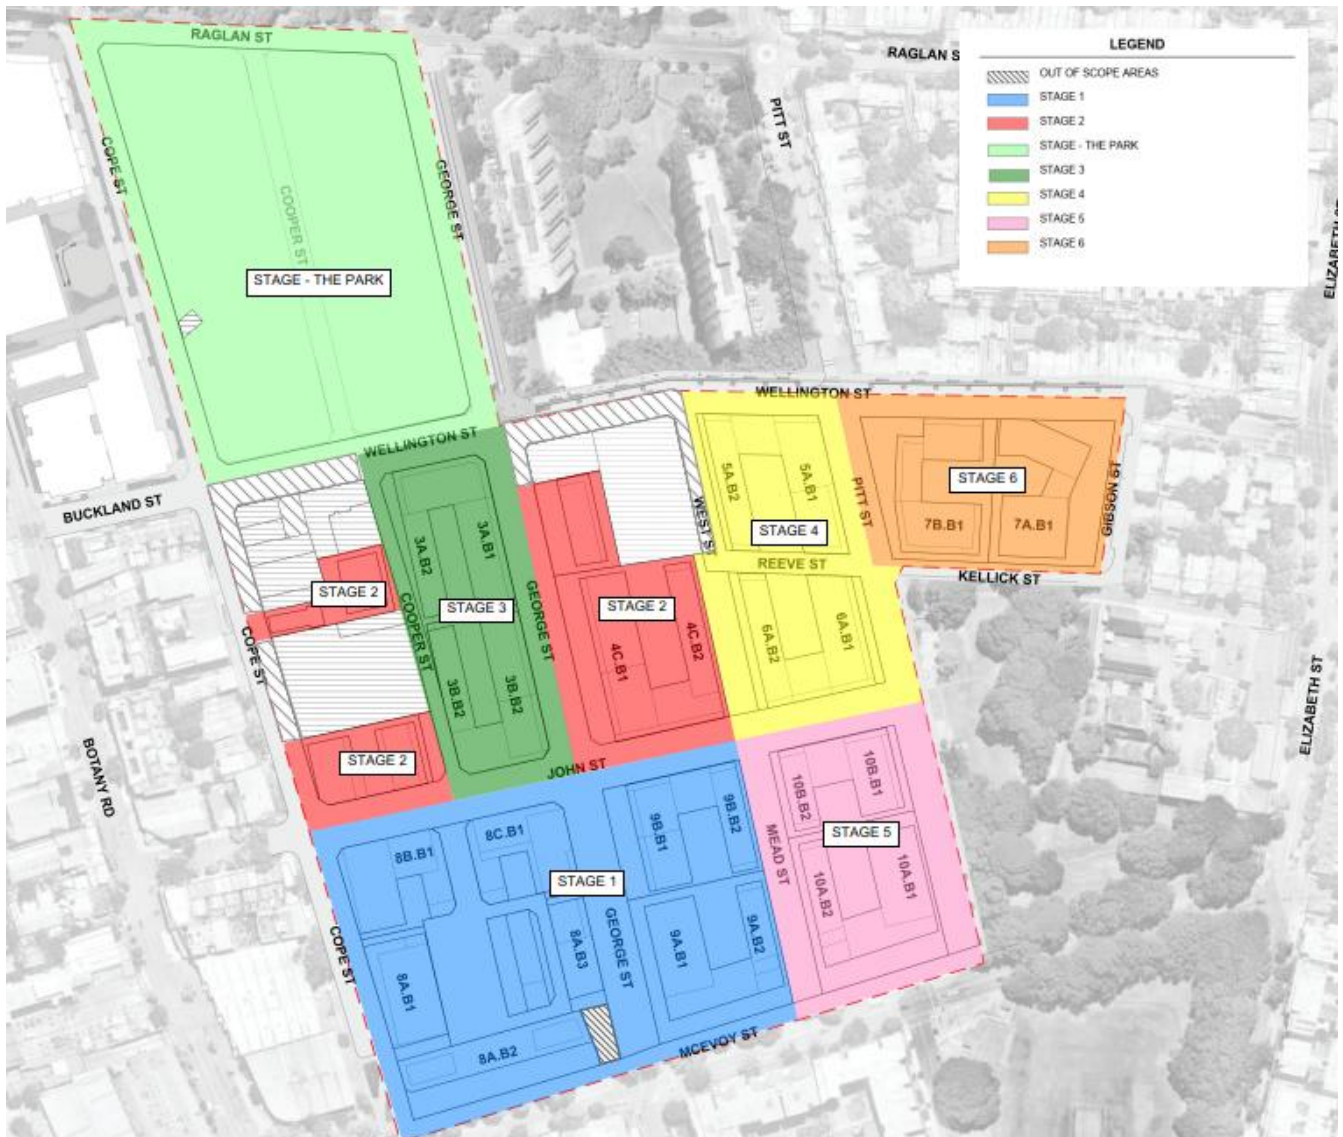 RAGLAN ST
RAGLAN S
LEGEND
OUT OF SCOPE AREAS
STAGE 1
STAGE 2
STAGE - THE PARK
STAGE 3
STAGE 4
STAGE 5
STAGE 6
PITT ST
COPE ST
COOPER ST
GEORGE ST
ELIZABETH
STAGE - THE PARK
WELLINGTON ST
WELLINGTON ST
BUCKLAND ST
5A.B2
5A.B1
PITT ST
STAGE 6
GIBSON ST
7B.B1
7A.B1
WEST ST
STAGE 4
REEVE ST
KELLICK ST
3A.B2
3A.B1
STAGE 2
STAGE 3
STAGE 2
COOPER ST
GEORGE ST
COPE ST
4C.B1
4C.B2
6A.B2
6A.B1
3B.B2
3B.B2
ELIZABETH ST
BOTANY RD
STAGE 2
JOHN ST
10B.B2
10B.B1
9B.B1
9B.B2
8B.B1
8C.B1
MEAD ST
STAGE 5
STAGE 1
10A.B2
10A.B1
COPE ST
8A.B1
8A.B3
GEORGE ST
9A.B1
9A.B2
8A.B2
MCEVOY ST